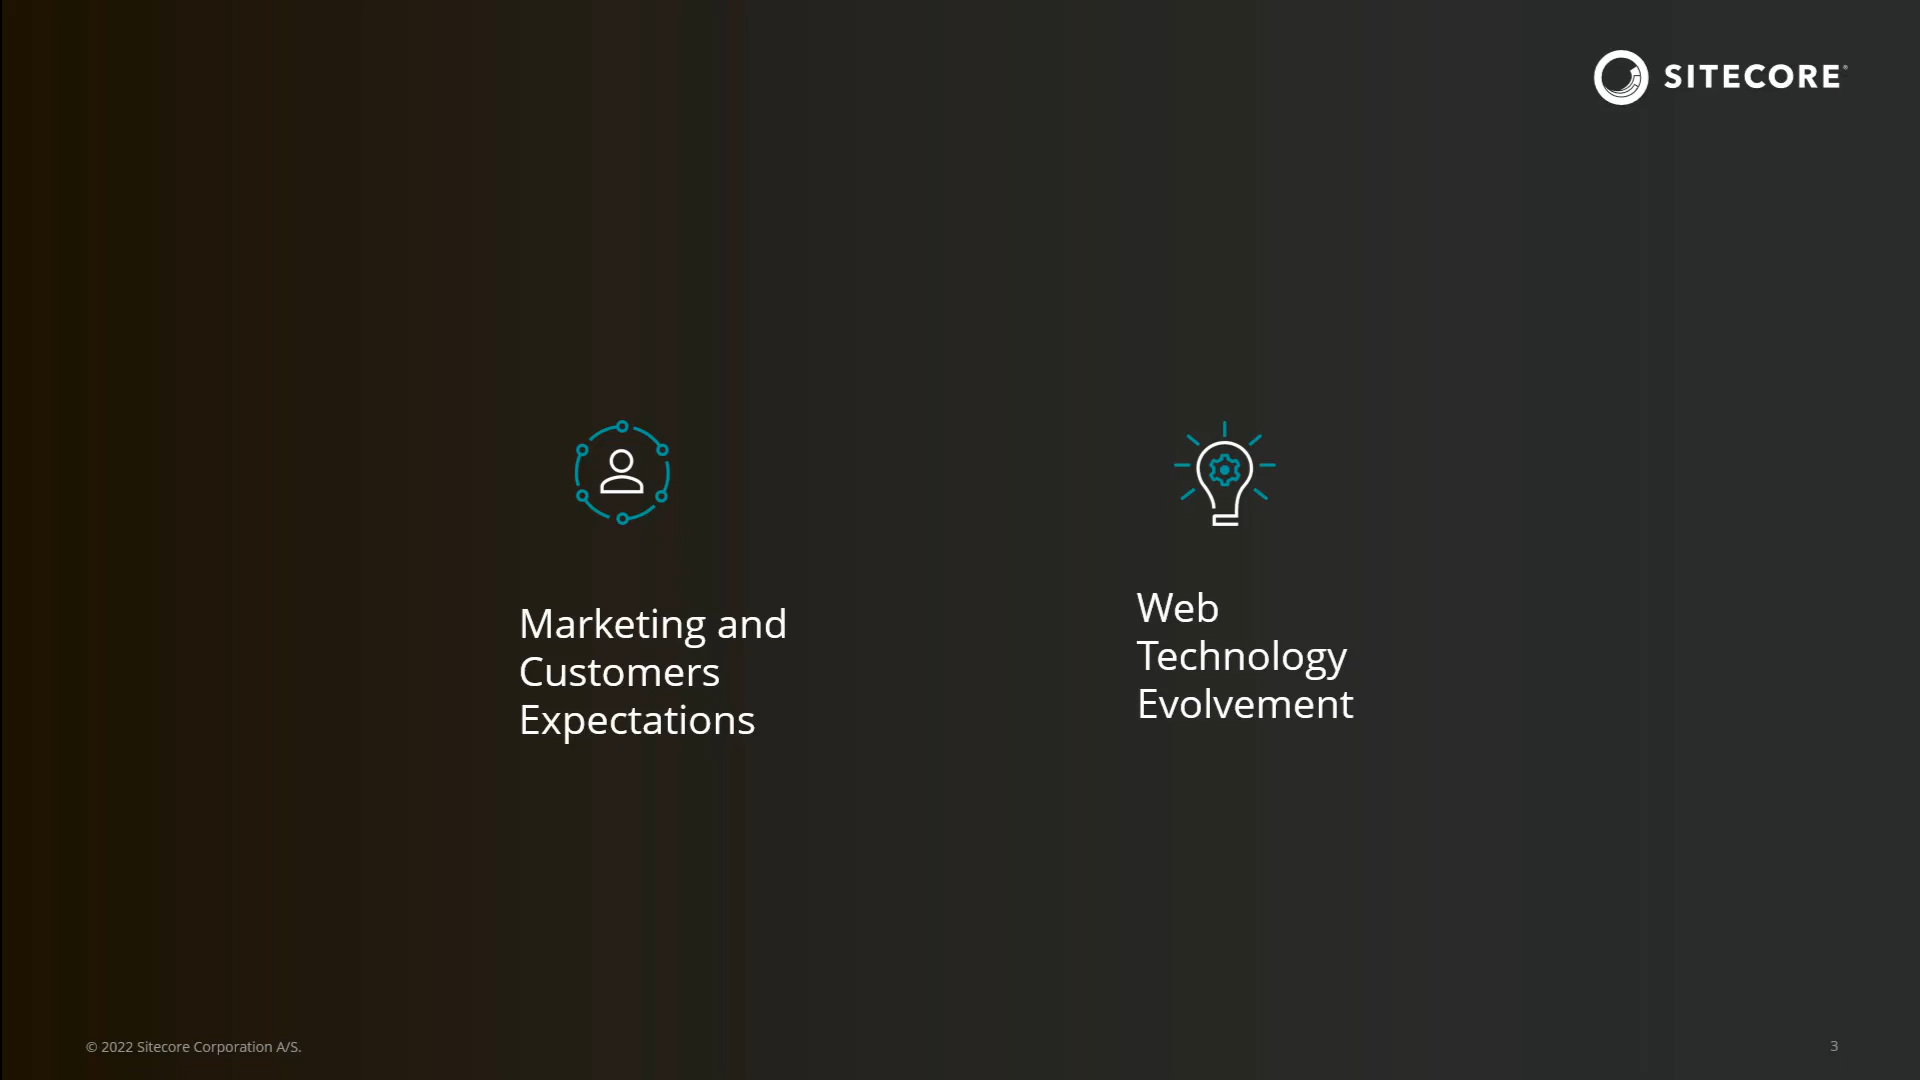 SITECORE
Marketing and
Customers
Expectations
Web
Technology
Evolvement
© 2022 Sitecore Corporation A/S.
3